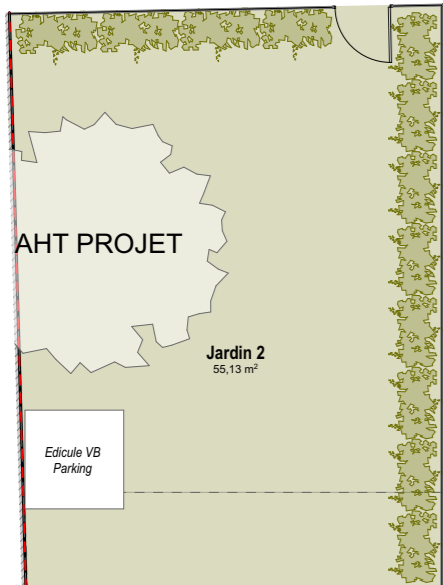 AHT PROJET
Jardin 2
55,13 m²
Edicule VB
Parking